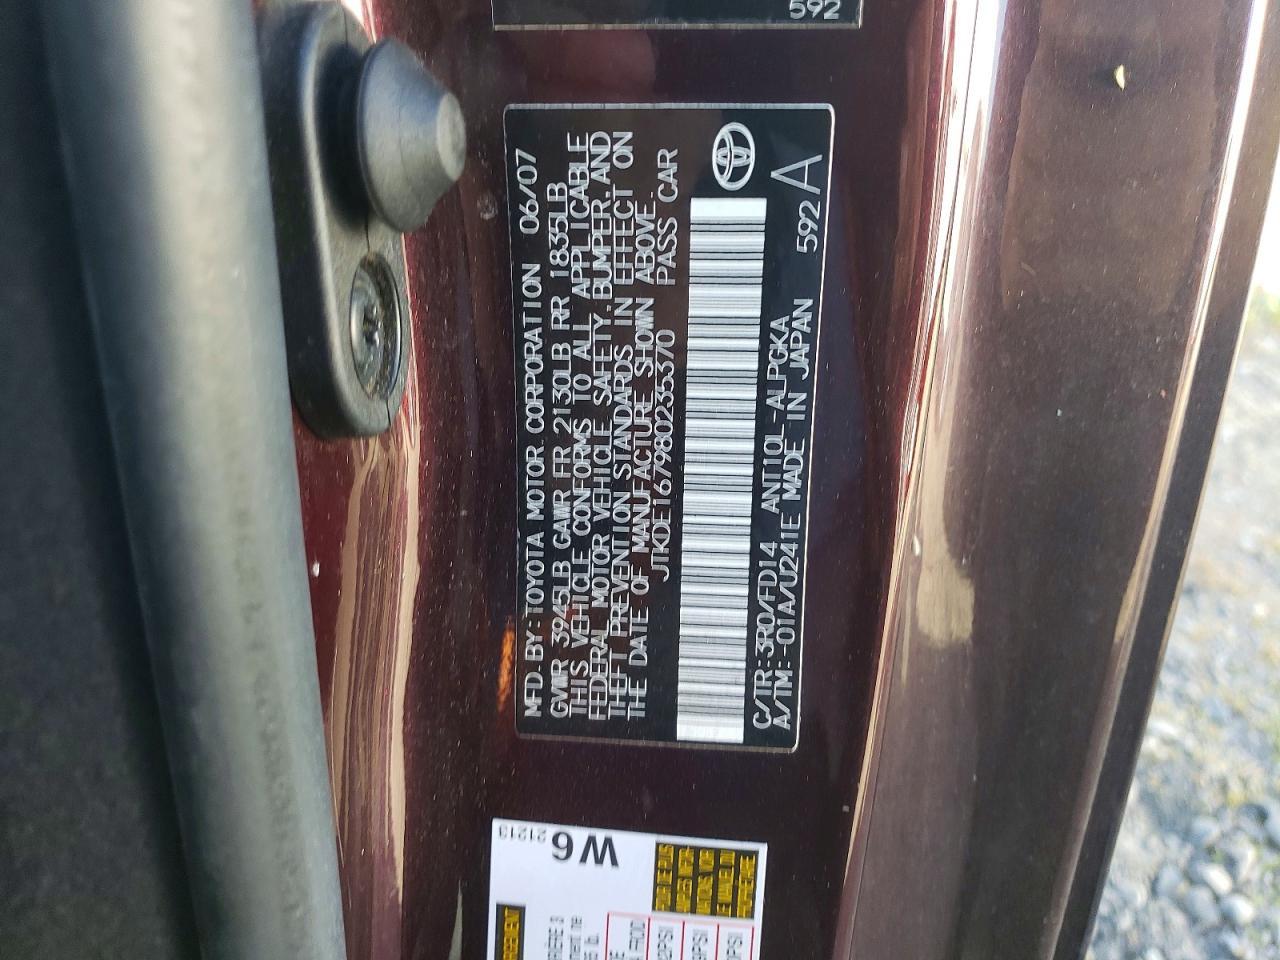 592
MFD. BY: TOYOTA MOTOR CORPORATION 06/07
GVWR 3945LB GAWR FR 2130LB RR 1835LB
THIS VEHICLE CONFORMS TO ALL APPLICABLE
FEDERAL MOTOR VEHICLE SAFETY, BUMPER, AND
THEFT PREVENTION STANDARDS IN EFFECT ON
THE DATE OF MANUFACTURE SHOWN ABOVE.
JTKDE167980235370 PASS CAR
C/TR: 3R0/FD14 ANT10L-ALPGKA
A/TM: -01A/U241E MADE IN JAPAN 592 A
21213
W6